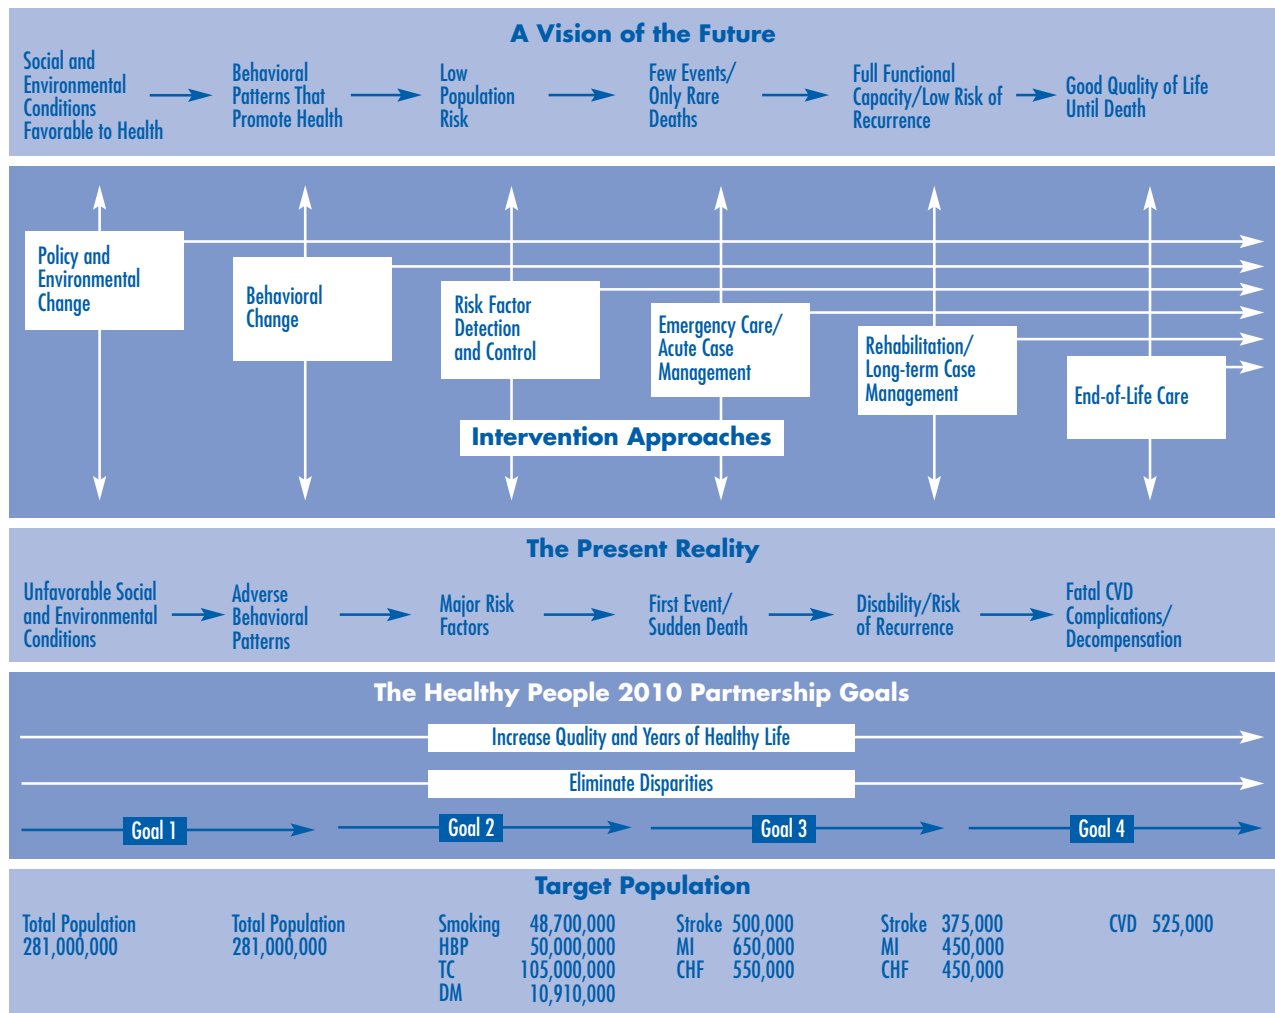 A Vision of the Future
Social and
Environmental
Conditions
Favorable to Health
Behavioral
Patterns That
Promote Health
Low
Population
Risk
Few Events/
Only Rare
Deaths
Full Functional
Capacity/Low Risk of
Recurrence
Good Quality of Life
Until Death
Policy and
Environmental
Change
Behavioral
Change
Risk Factor
Detection
and Control
Emergency Care/
Acute Case
Management
Rehabilitation/
Long-term Case
Management
End-of-Life Care
Intervention Approaches
The Present Reality
Unfavorable Social
and Environmental
Conditions
Adverse
Behavioral
Patterns
Major Risk
Factors
First Event/
Sudden Death
Disability/Risk
of Recurrence
Fatal CVD
Complications/
Decompensation
The Healthy People 2010 Partnership Goals
Increase Quality and Years of Healthy Life
Eliminate Disparities
Goal 1
Goal 2
Goal 3
Goal 4
Target Population
Total Population
281,000,000
Total Population
281,000,000
Smoking 48,700,000
HBP 50,000,000
TC 105,000,000
DM 10,910,000
Stroke 500,000
MI 650,000
CHF 550,000
Stroke 375,000
MI 450,000
CHF 450,000
CVD 525,000